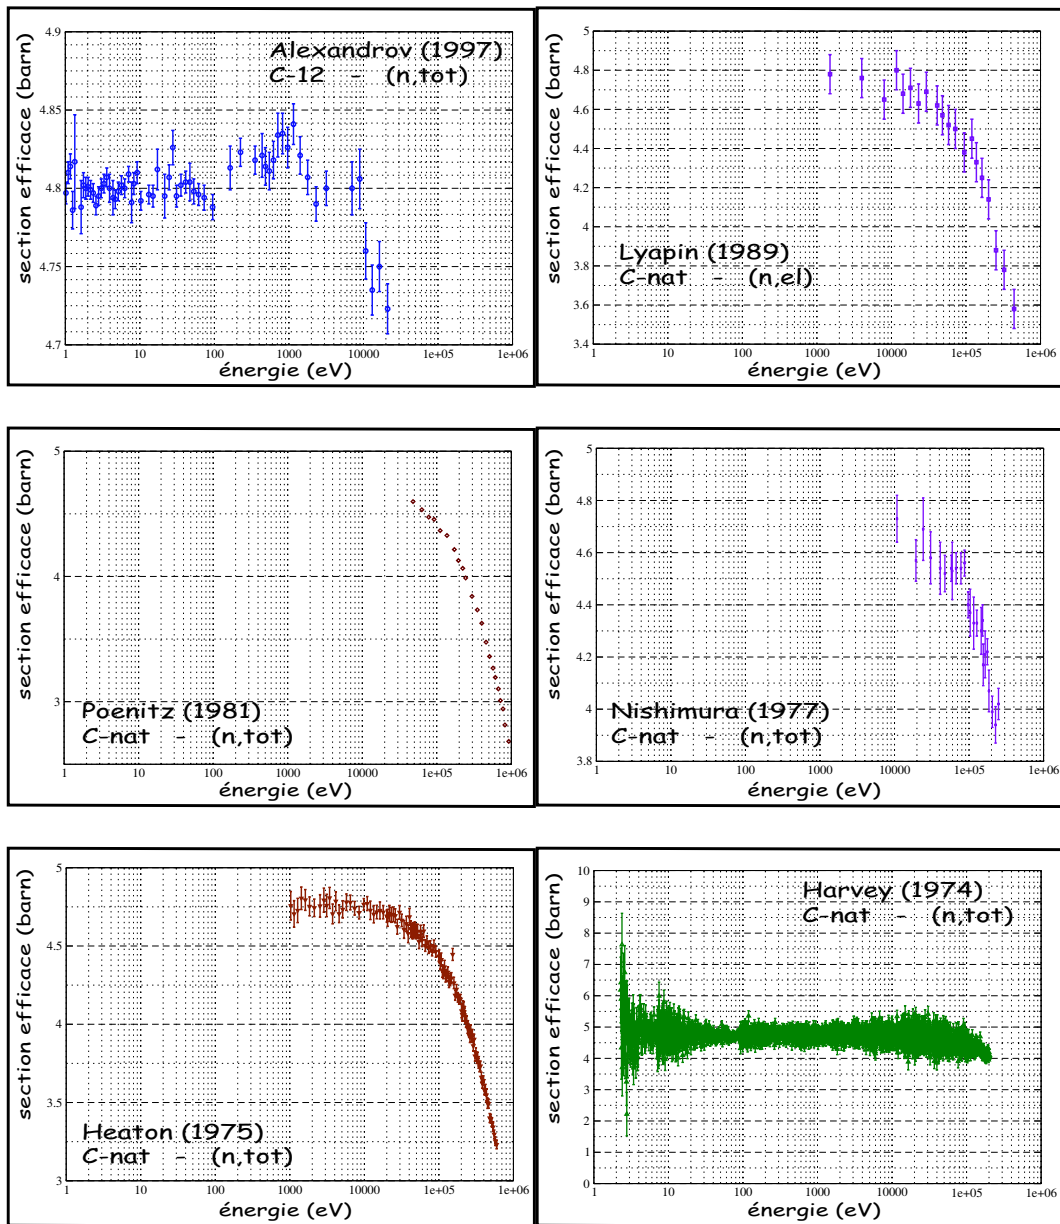 Alexandrov (1997)
C-12 - (n,tot)
section efficace (barn)
4.9
4.85
4.8
4.75
4.7
1 10 100 1000 10000 1e+05 1e+06
énergie (eV)
Lyapin (1989)
C-nat - (n,el)
section efficace (barn)
5
4.8
4.6
4.4
4.2
4
3.8
3.6
3.4
1 10 100 1000 10000 1e+05 1e+06
énergie (eV)
Poenitz (1981)
C-nat - (n,tot)
section efficace (barn)
5
4
3
1 10 100 1000 10000 1e+05 1e+06
énergie (eV)
Nishimura (1977)
C-nat - (n,tot)
section efficace (barn)
5
4.8
4.6
4.4
4.2
4
3.8
1 10 100 1000 10000 1e+05 1e+06
énergie (eV)
Heaton (1975)
C-nat - (n,tot)
section efficace (barn)
5
4.5
4
3.5
3
1 10 100 1000 10000 1e+05 1e+06
énergie (eV)
Harvey (1974)
C-nat - (n,tot)
section efficace (barn)
10
9
8
7
6
5
4
3
2
1
0
1 10 100 1000 10000 1e+05 1e+06
énergie (eV)